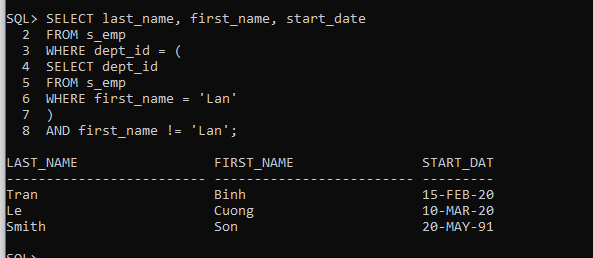 SQL> SELECT last_name, first_name, start_date
  2  FROM s_emp
  3  WHERE dept_id = (
  4  SELECT dept_id
  5  FROM s_emp
  6  WHERE first_name = 'Lan'
  7  )
  8  AND first_name != 'Lan';
LAST_NAME                 FIRST_NAME                START_DAT
------------------------- ------------------------- ---------
Tran                      Binh                      15-FEB-20
Le                        Cuong                     10-MAR-20
Smith                     Son                       20-MAY-91
SQL>